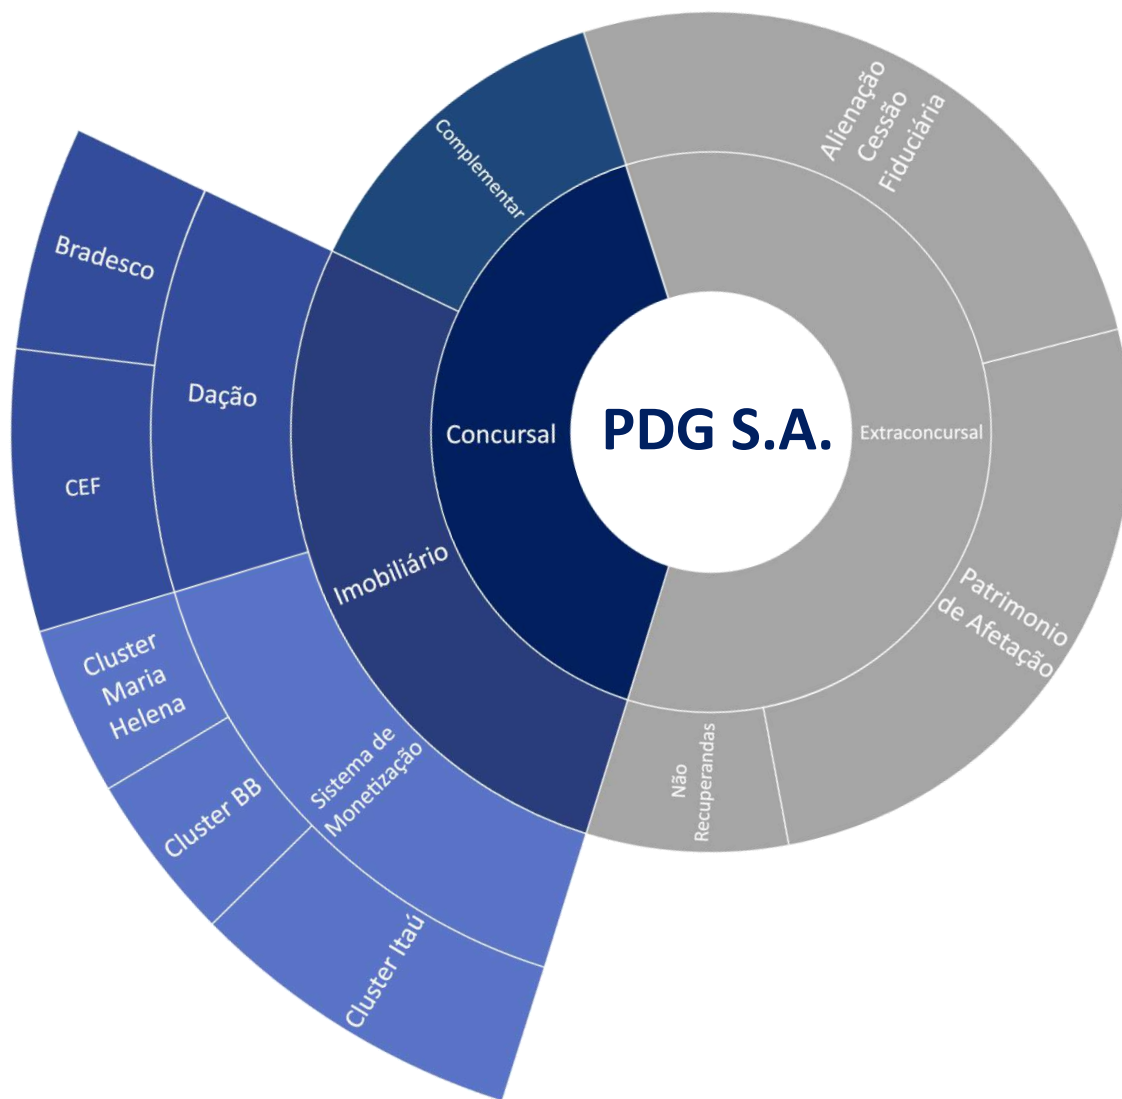 PDG S.A.
Concursal
Extraconcursal
Complementar
Imobiliário
Dação
Bradesco
CEF
Sistema de
Monetização
Cluster
Maria
Helena
Cluster BB
Cluster Itaú
Alienação
Cessão
Fiduciária
Patrimonio
de Afetação
Não
Recuperandas